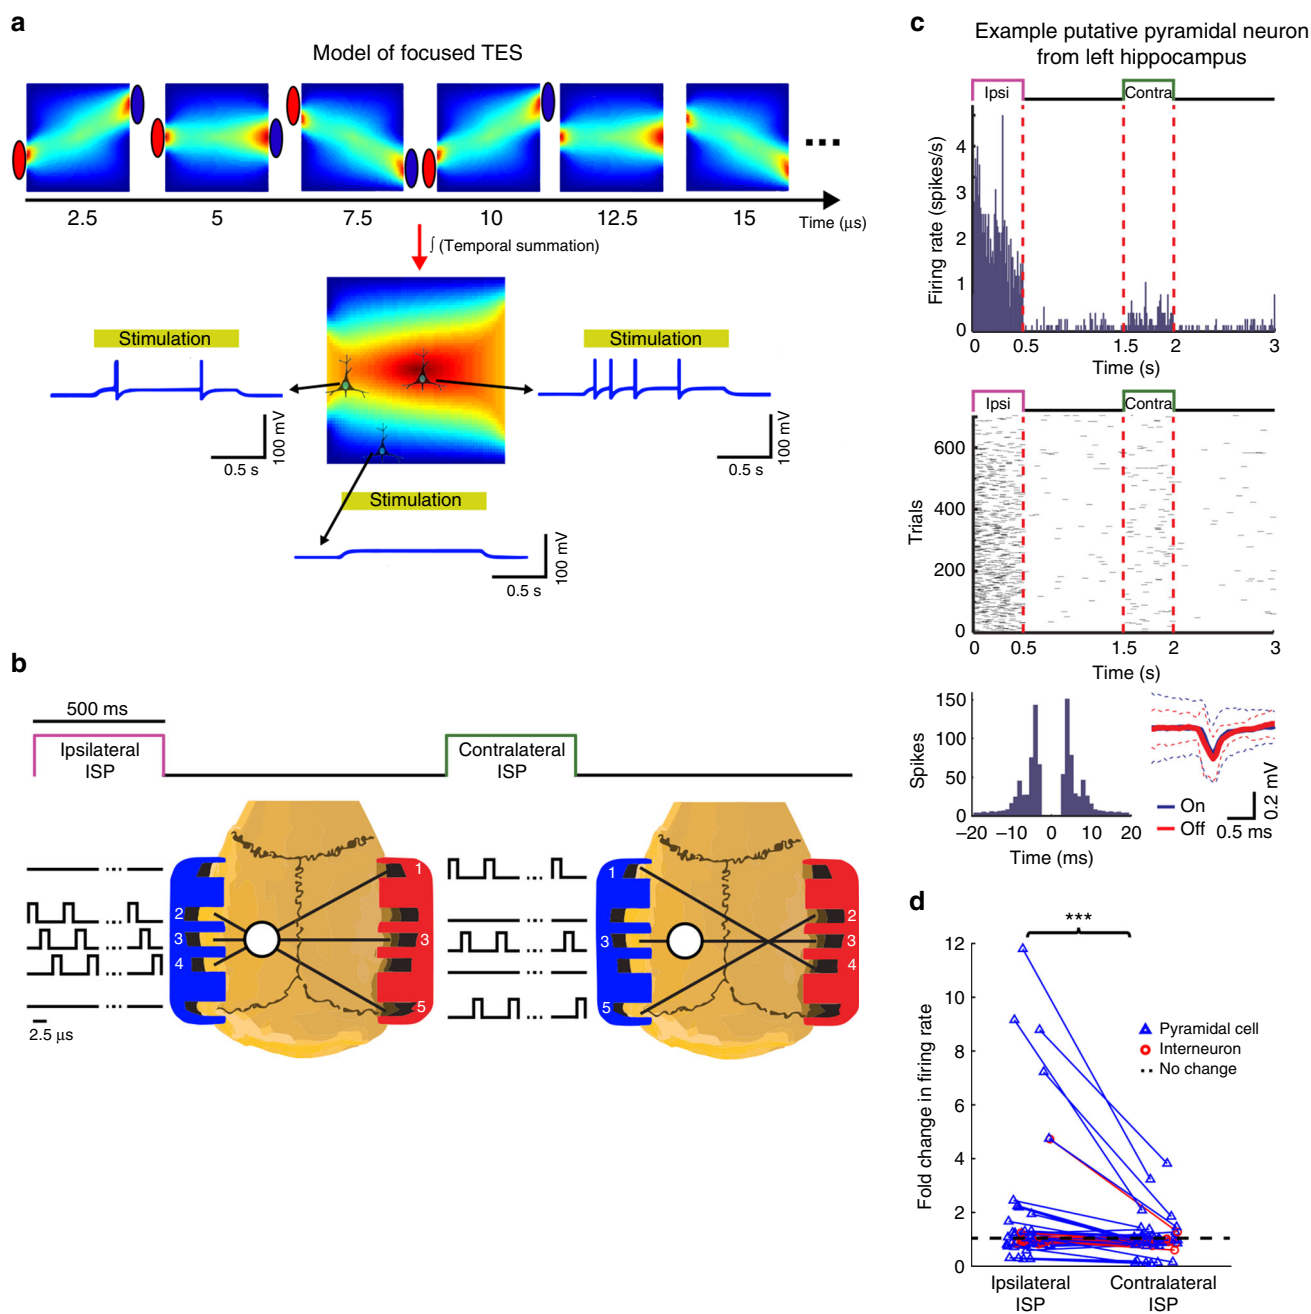 a
Model of focused TES
...
2.5 5 7.5 10 12.5 15 Time (µs)
∫ (Temporal summation)
Stimulation
100 mV
0.5 s
Stimulation
100 mV
0.5 s
Stimulation
100 mV
0.5 s
b
500 ms
Ipsilateral
ISP
Contralateral
ISP
...
...
...
...
...
2.5 µs
2
3
4
1
3
5
...
...
...
...
...
1
3
5
2
3
4
c
Example putative pyramidal neuron
from left hippocampus
Ipsi
Contra
Firing rate (spikes/s)
4
3
2
1
0
0 0.5 1.5 2 3
Time (s)
Ipsi
Contra
Trials
600
400
200
0
0 0.5 1.5 2 3
Time (s)
Spikes
150
100
50
0
−20 −10 0 10 20
Time (ms)
On
Off
0.2 mV
0.5 ms
d
***
Fold change in firing rate
12
10
8
6
4
2
0
Pyramidal cell
Interneuron
No change
Ipsilateral
ISP
Contralateral
ISP